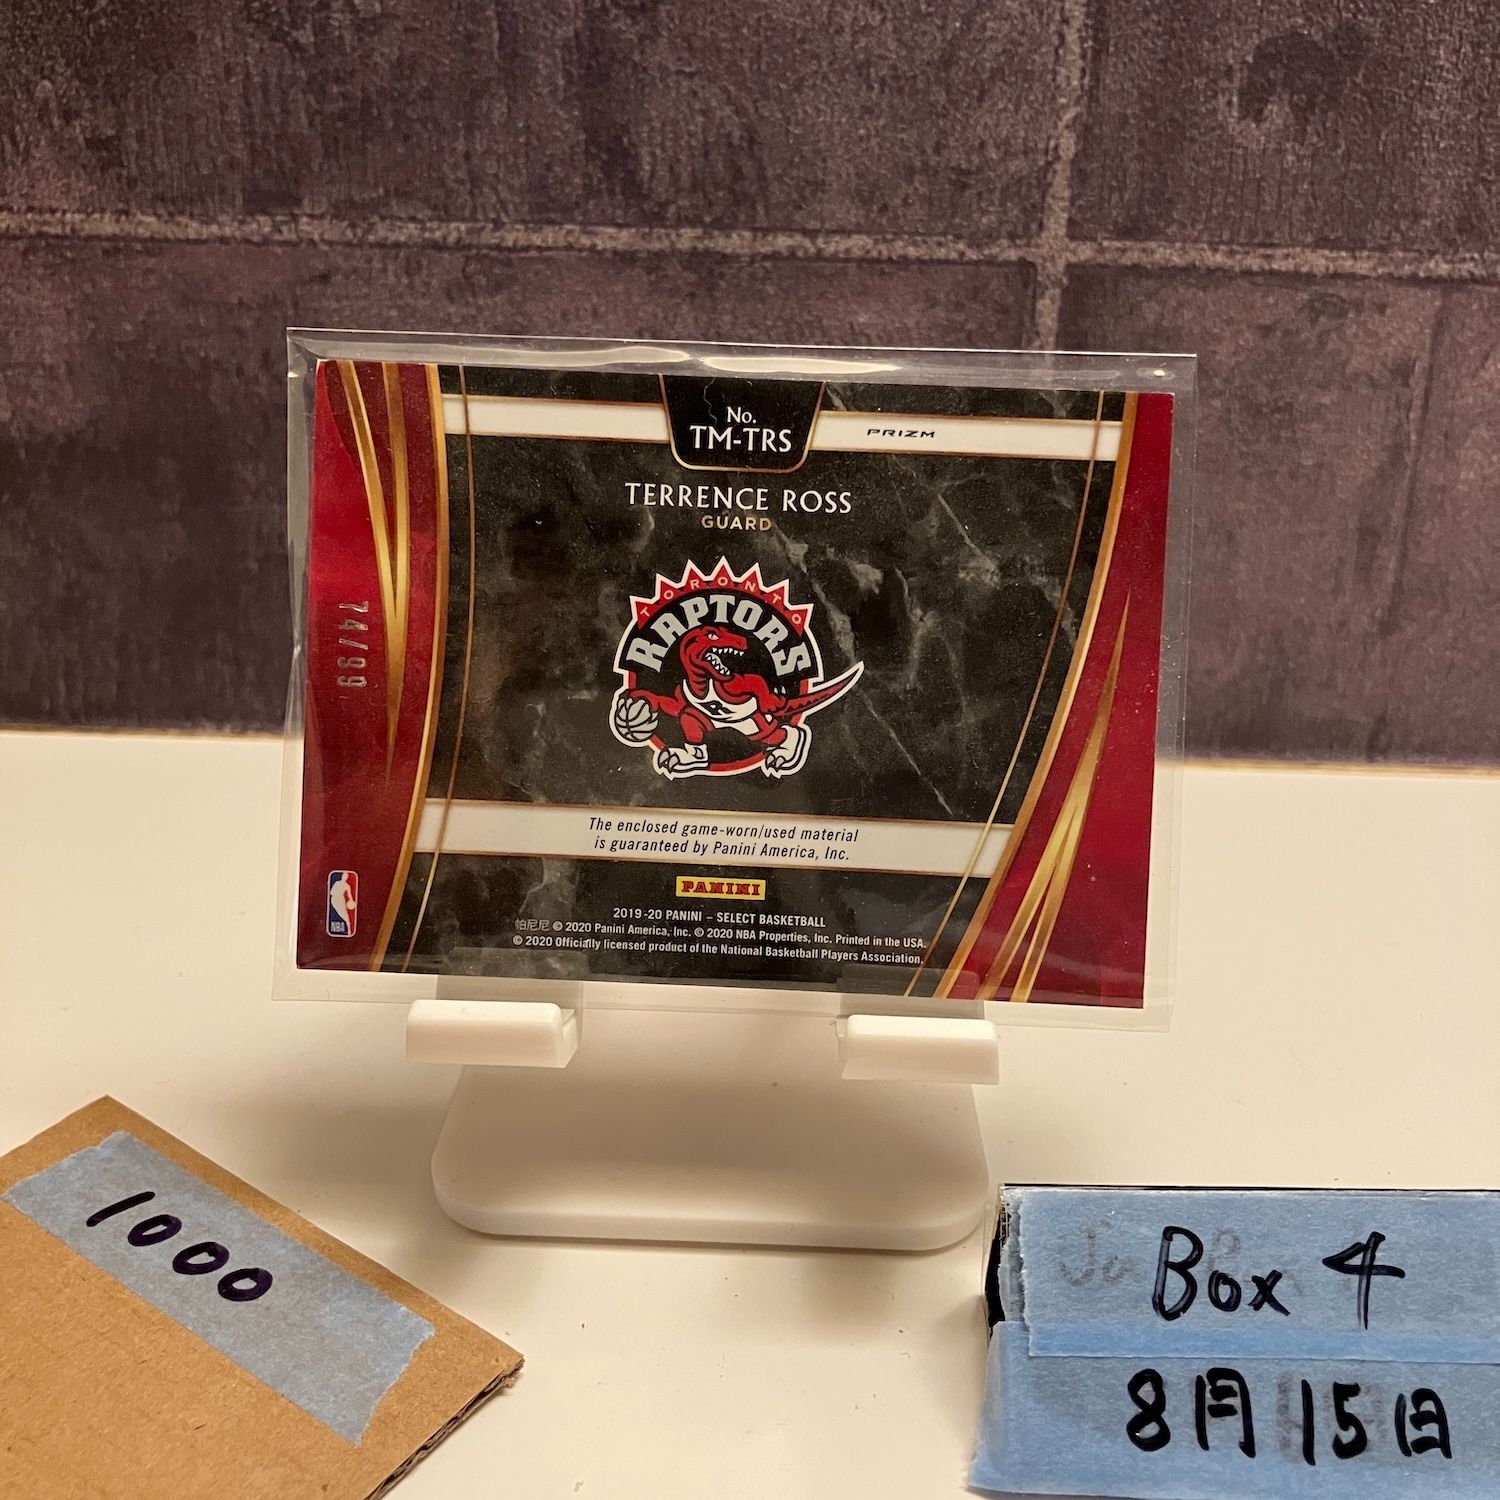 No.
TM-TRS
PRIZM
TERRENCE ROSS
GUARD
TORONTO
RAPTORS
74/99
The enclosed game-worn/used material
is guaranteed by Panini America, Inc.
PANINI
NBA
2019-20 PANINI – SELECT BASKETBALL
帕尼尼 © 2020 Panini America, Inc. © 2020 NBA Properties, Inc. Printed in the USA.
© 2020 Officially licensed product of the National Basketball Players Association.
1000
Box 4
8月15日